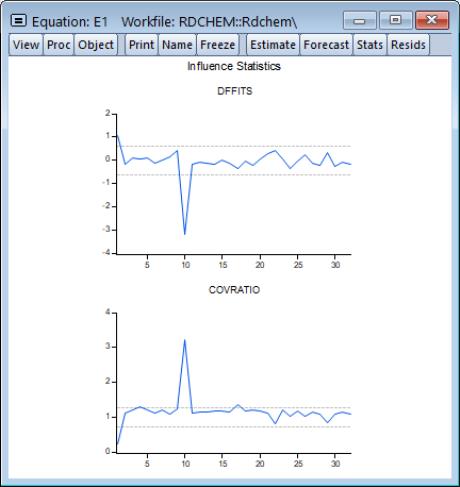 Equation: E1 Workfile: RDCHEM::Rdchem\
View Proc Object Print Name Freeze Estimate Forecast Stats Resids
Influence Statistics
DFFITS
2
1
0
-1
-2
-3
-4
5 10 15 20 25 30
COVRATIO
4
3
2
1
0
5 10 15 20 25 30